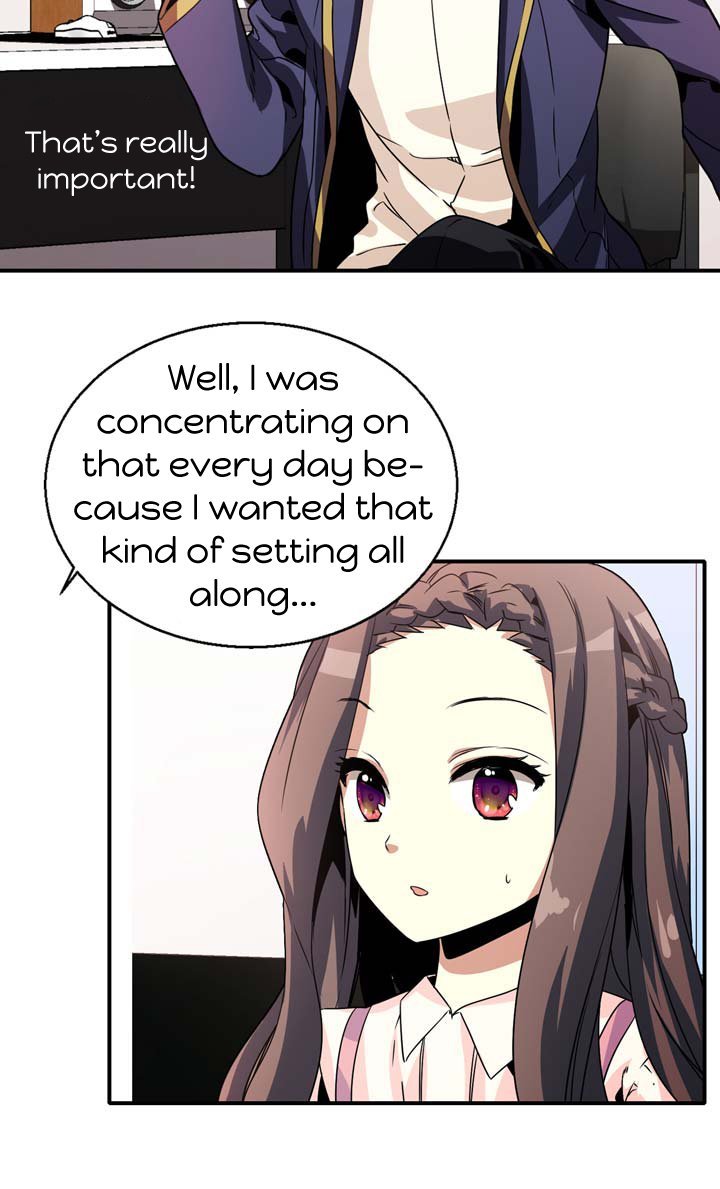 That's really
important!
Well, I was
concentrating on
that every day be-
cause I wanted that
kind of setting all
along...